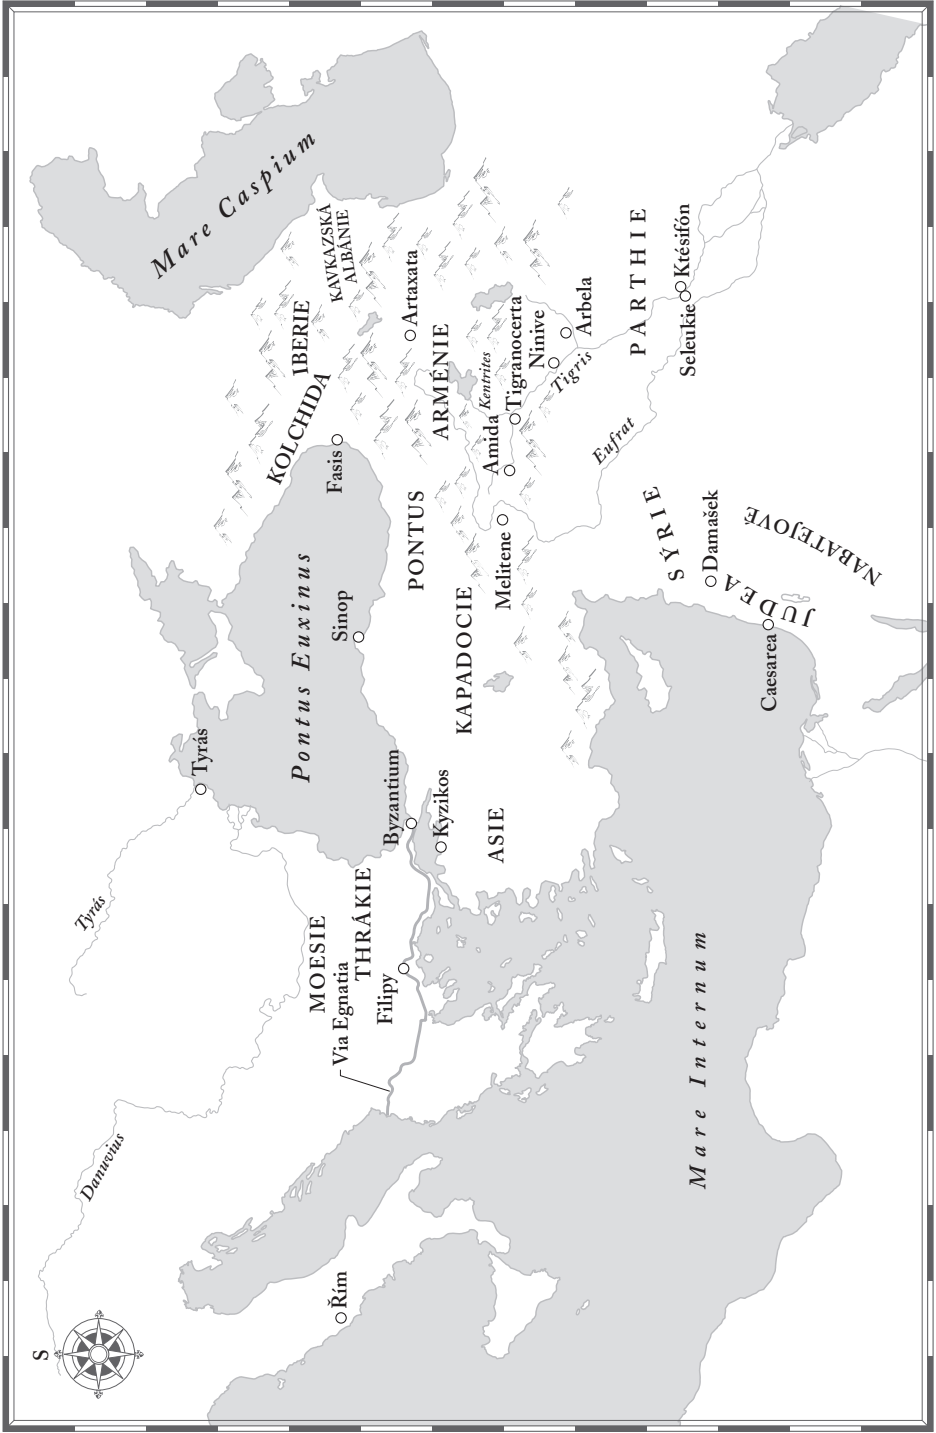 S
Danuvius
Tyrás
Tyrás
Mare Caspium
Pontus Euxinus
KOLCHIDA
IBERIE
KAVKAZSKÁ
ALBÁNIE
Fasis
Sinop
Artaxata
ARMÉNIE
PONTUS
KAPADOCIE
MOESIE
THRÁKIE
Via Egnatia
Filipy
Byzantium
Kyzikos
ASIE
Řím
Melitene
Amida
Kentrites
Tigranocerta
Ninive
Arbela
Tigris
Eufrat
PARTHIE
Seleukie
Ktésifón
SÝRIE
Damašek
JUDEA
NABATEJOVÉ
Caesarea
Mare Internum